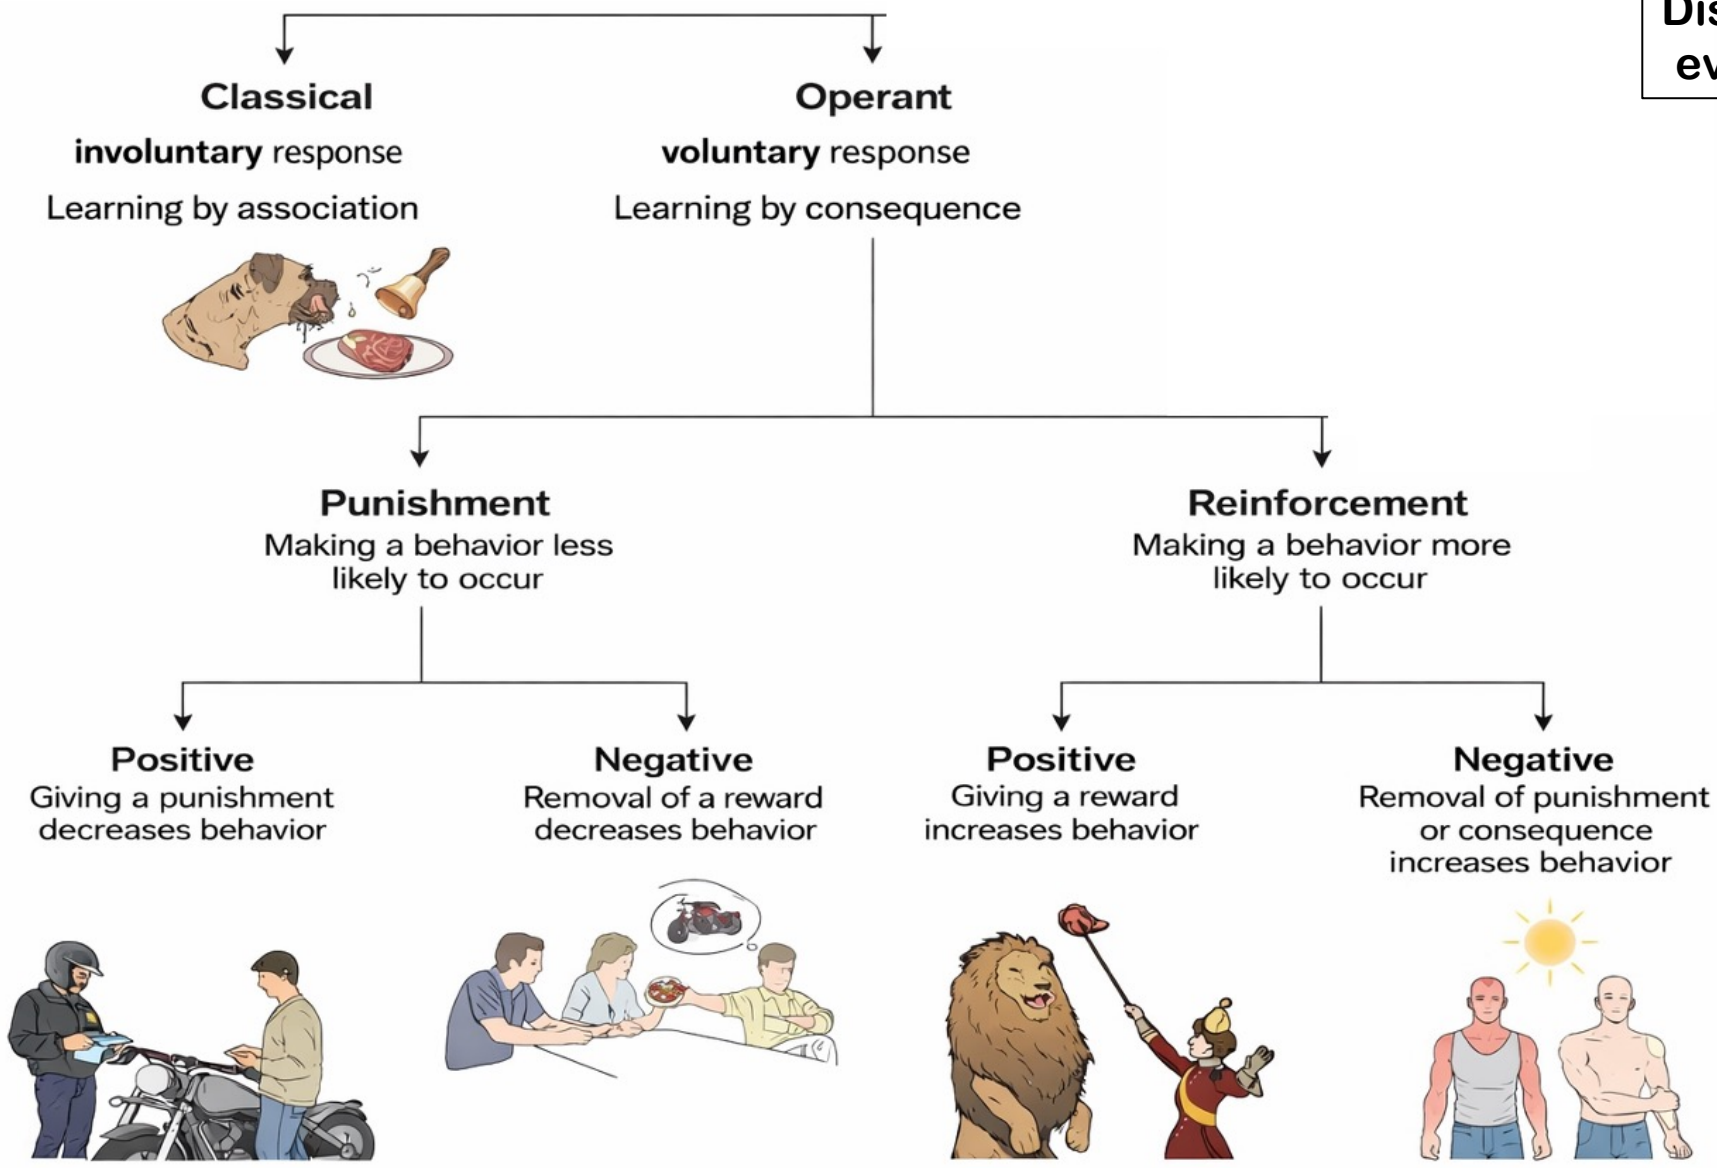 Classical
involuntary response
Learning by association
Operant
voluntary response
Learning by consequence
Punishment
Making a behavior less
likely to occur
Reinforcement
Making a behavior more
likely to occur
Positive
Giving a punishment
decreases behavior
Negative
Removal of a reward
decreases behavior
Positive
Giving a reward
increases behavior
Negative
Removal of punishment
or consequence
increases behavior